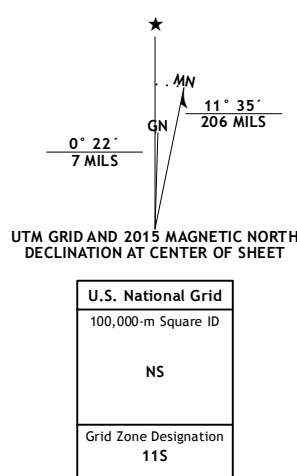 ★
MN
GN
11° 35´
206 MILS
0° 22´
7 MILS
UTM GRID AND 2015 MAGNETIC NORTH
DECLINATION AT CENTER OF SHEET
U.S. National Grid
100,000-m Square ID
NS
Grid Zone Designation
11S